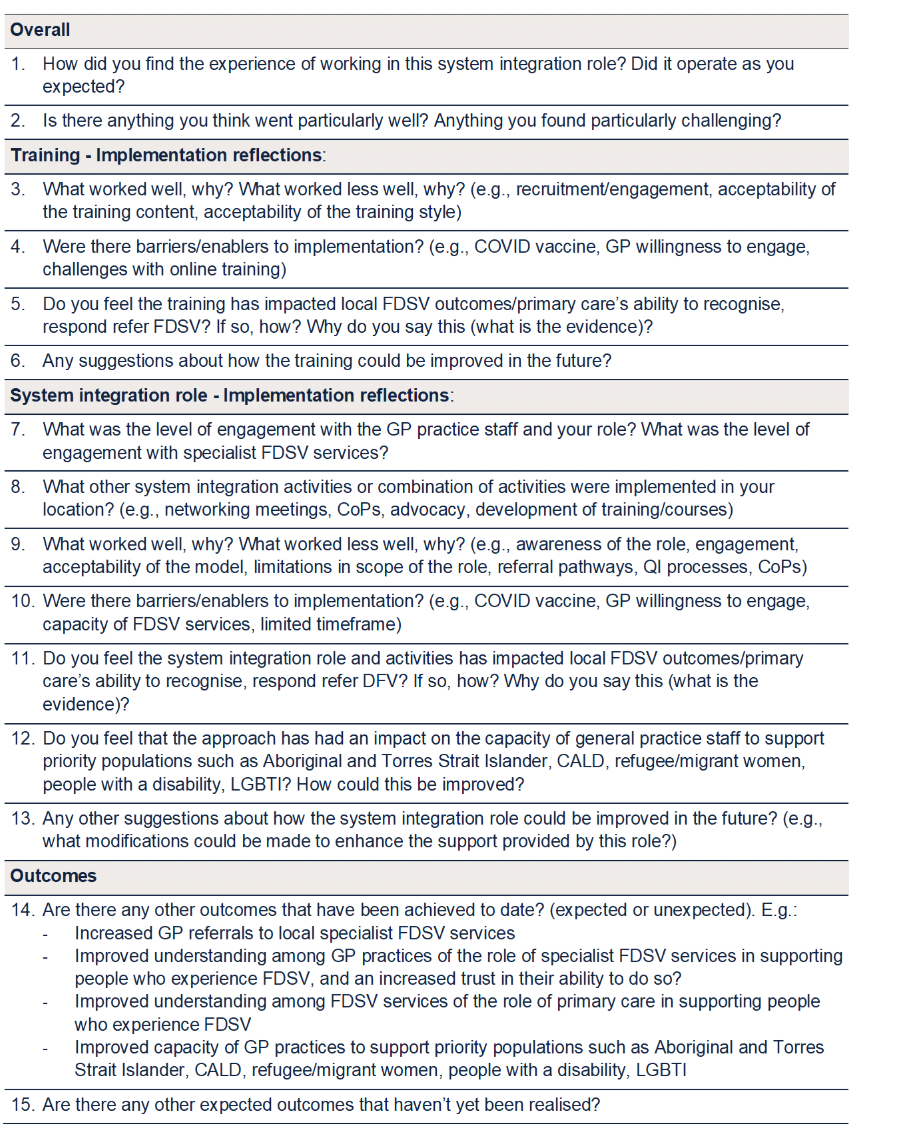 Overall
1. How did you find the experience of working in this system integration role? Did it operate as you
expected?
2. Is there anything you think went particularly well? Anything you found particularly challenging?
Training - Implementation reflections:
3. What worked well, why? What worked less well, why? (e.g., recruitment/engagement, acceptability of
the training content, acceptability of the training style)
4. Were there barriers/enablers to implementation? (e.g., COVID vaccine, GP willingness to engage,
challenges with online training)
5. Do you feel the training has impacted local FDSV outcomes/primary care’s ability to recognise,
respond refer FDSV? If so, how? Why do you say this (what is the evidence)?
6. Any suggestions about how the training could be improved in the future?
System integration role - Implementation reflections:
7. What was the level of engagement with the GP practice staff and your role? What was the level of
engagement with specialist FDSV services?
8. What other system integration activities or combination of activities were implemented in your
location? (e.g., networking meetings, CoPs, advocacy, development of training/courses)
9. What worked well, why? What worked less well, why? (e.g., awareness of the role, engagement,
acceptability of the model, limitations in scope of the role, referral pathways, QI processes, CoPs)
10. Were there barriers/enablers to implementation? (e.g., COVID vaccine, GP willingness to engage,
capacity of FDSV services, limited timeframe)
11. Do you feel the system integration role and activities has impacted local FDSV outcomes/primary
care’s ability to recognise, respond refer DFV? If so, how? Why do you say this (what is the
evidence)?
12. Do you feel that the approach has had an impact on the capacity of general practice staff to support
priority populations such as Aboriginal and Torres Strait Islander, CALD, refugee/migrant women,
people with a disability, LGBTI? How could this be improved?
13. Any other suggestions about how the system integration role could be improved in the future? (e.g.,
what modifications could be made to enhance the support provided by this role?)
Outcomes
14. Are there any other outcomes that have been achieved to date? (expected or unexpected). E.g.:
- Increased GP referrals to local specialist FDSV services
- Improved understanding among GP practices of the role of specialist FDSV services in supporting
people who experience FDSV, and an increased trust in their ability to do so?
- Improved understanding among FDSV services of the role of primary care in supporting people
who experience FDSV
- Improved capacity of GP practices to support priority populations such as Aboriginal and Torres
Strait Islander, CALD, refugee/migrant women, people with a disability, LGBTI
15. Are there any other expected outcomes that haven’t yet been realised?